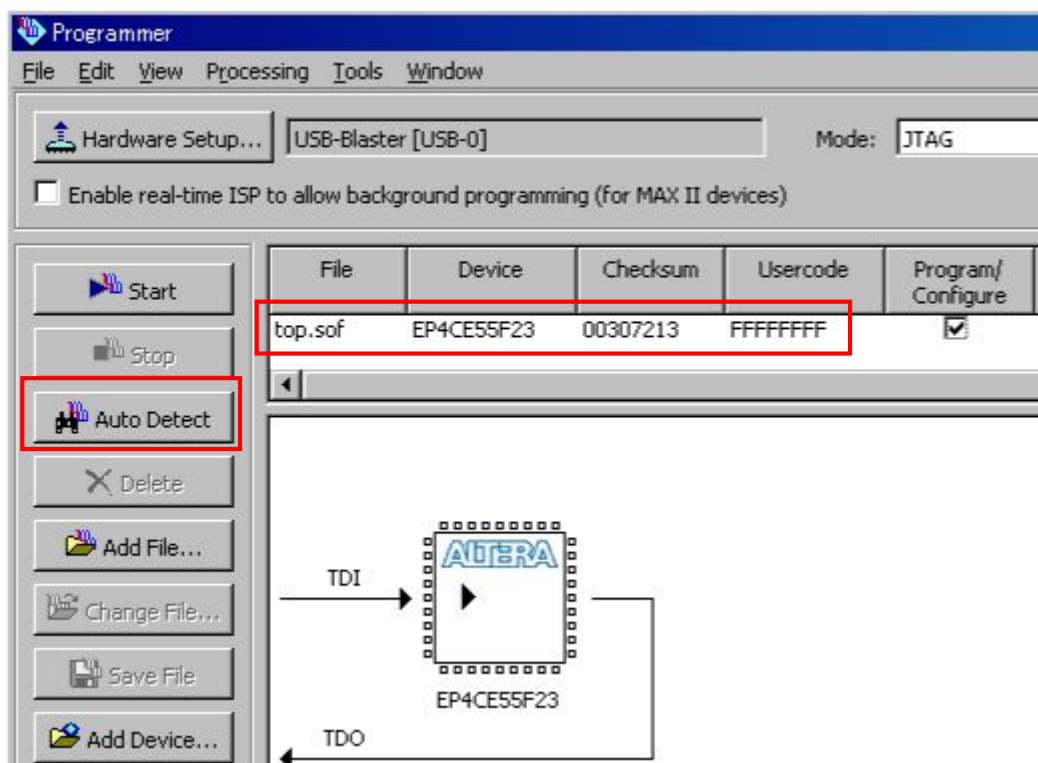 Programmer
File Edit View Processing Tools Window
Hardware Setup... USB-Blaster [USB-0] Mode: JTAG
Enable real-time ISP to allow background programming (for MAX II devices)
Start
Stop
Auto Detect
Delete
Add File...
Change File...
Save File
Add Device...
File Device Checksum Usercode Program/
Configure
top.sof EP4CE55F23 00307213 FFFFFFFF
ALTERA
TDI
EP4CE55F23
TDO